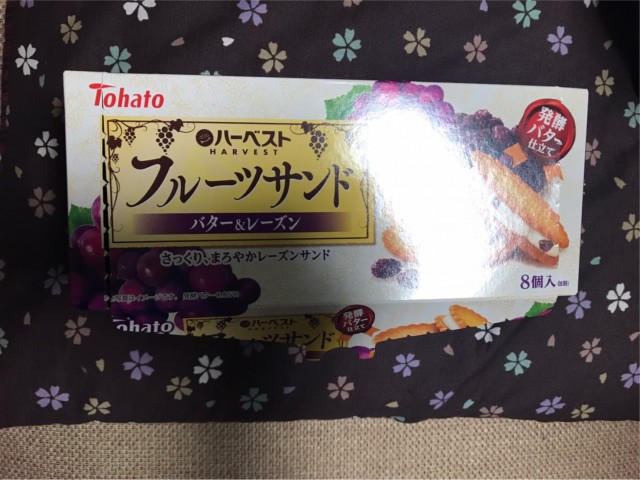 Tohato
ハーベスト
HARVEST
フルーツサンド
バター&レーズン
さっくり、まろやかレーズンサンド
発酵
バター
仕立て
8個入
Tohato
ハーベスト
フルーツサンド
発酵
バター
仕立て